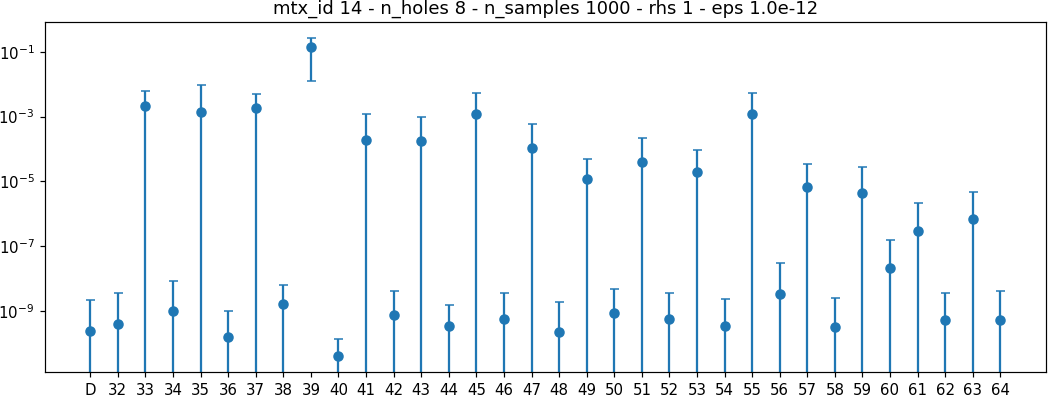 mtx_id 14 - n_holes 8 - n_samples 1000 - rhs 1 - eps 1.0e-12
10⁻¹
10⁻³
10⁻⁵
10⁻⁷
10⁻⁹
D 32 33 34 35 36 37 38 39 40 41 42 43 44 45 46 47 48 49 50 51 52 53 54 55 56 57 58 59 60 61 62 63 64